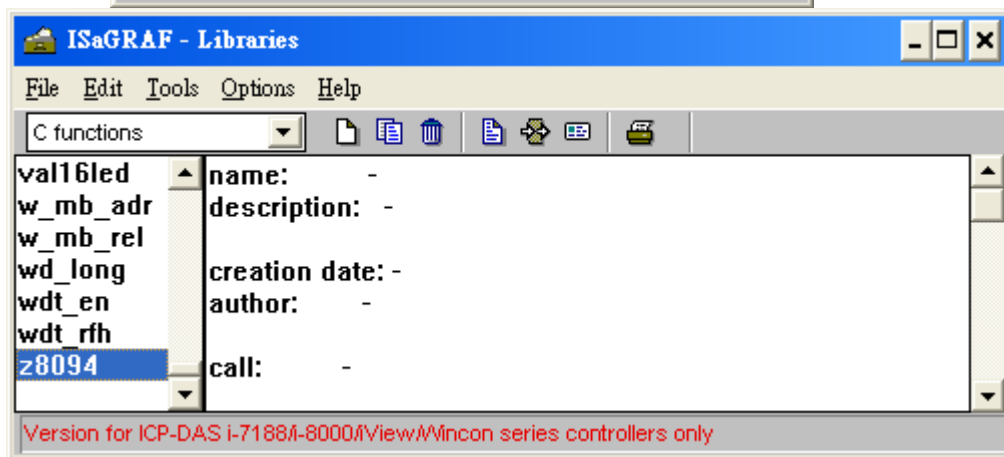 ISaGRAF - Libraries
File Edit Tools Options Help
C functions
val16led
w_mb_adr
w_mb_rel
wd_long
wdt_en
wdt_rfh
z8094
name: -
description: -
creation date: -
author: -
call: -
Version for ICP-DAS i-7188/i-8000/iView/Wincon series controllers only